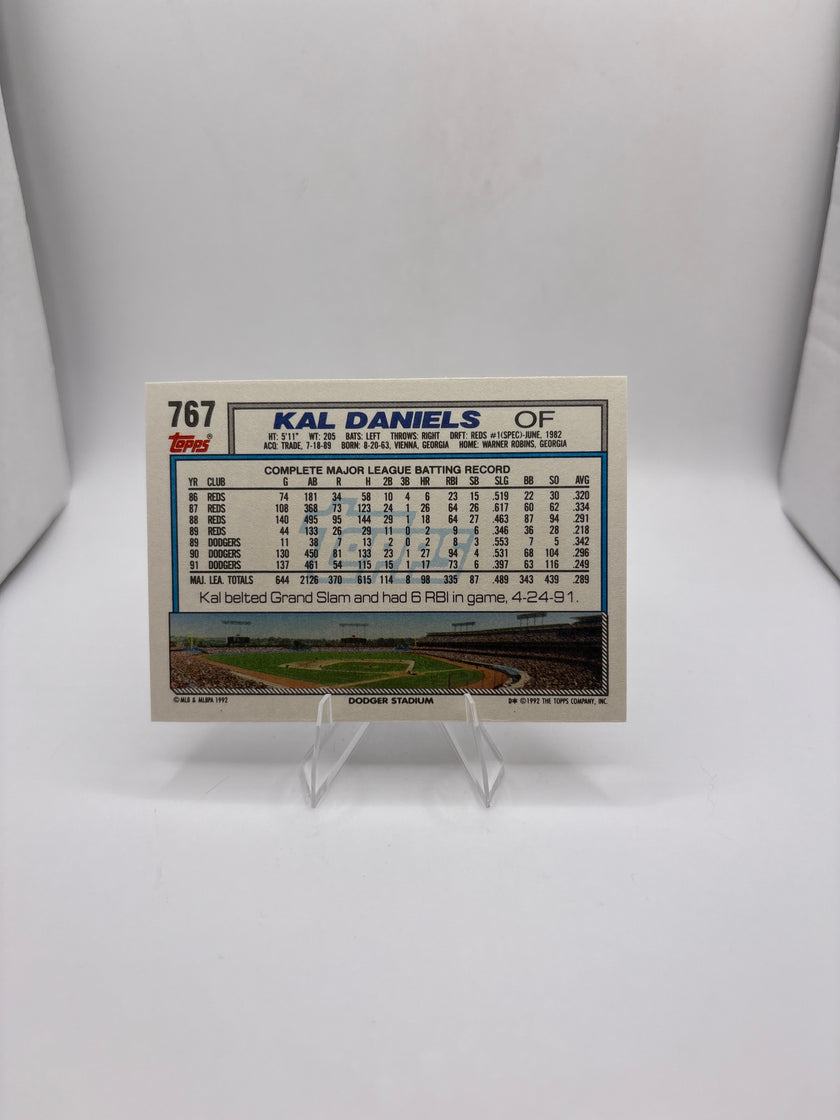 767 KAL DANIELS OF
Topps® HT: 5'11" WT: 205 BATS: LEFT THROWS: RIGHT DRFT: REDS #1(SPEC)-JUNE, 1982
ACQ: TRADE, 7-18-89 BORN: 8-20-63, VIENNA, GEORGIA HOME: WARNER ROBINS, GEORGIA
COMPLETE MAJOR LEAGUE BATTING RECORD
YR CLUB G AB R H 2B 3B HR RBI SB SLG BB SO AVG
86 REDS 74 181 34 58 10 4 6 23 15 .519 22 30 .320
87 REDS 108 368 73 123 24 1 26 64 26 .617 60 62 .334
88 REDS 140 495 95 144 29 1 18 64 27 .463 87 94 .291
89 REDS 44 133 26 29 11 0 2 9 6 .346 36 28 .218
89 DODGERS 11 38 7 13 2 0 2 8 3 .553 7 5 .342
90 DODGERS 130 450 81 133 23 1 27 94 4 .531 68 104 .296
91 DODGERS 137 461 54 115 15 1 17 73 6 .397 63 116 .249
MAJ. LEA. TOTALS 644 2126 370 615 114 8 98 335 87 .489 343 439 .289
Topps
Kal belted Grand Slam and had 6 RBI in game, 4-24-91.
© MLB & MLBPA 1992 DODGER STADIUM D* © 1992 THE TOPPS COMPANY, INC.